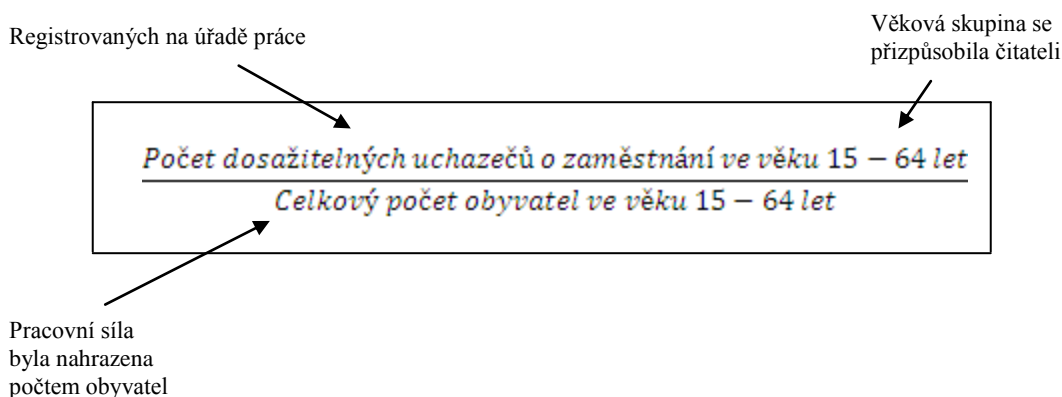 Registrovaných na úřadě práce
Věková skupina se
přizpůsobila čitateli
Počet dosažitelných uchazečů o zaměstnání ve věku 15 − 64 let
Celkový počet obyvatel ve věku 15 − 64 let
Pracovní síla
byla nahrazena
počtem obyvatel